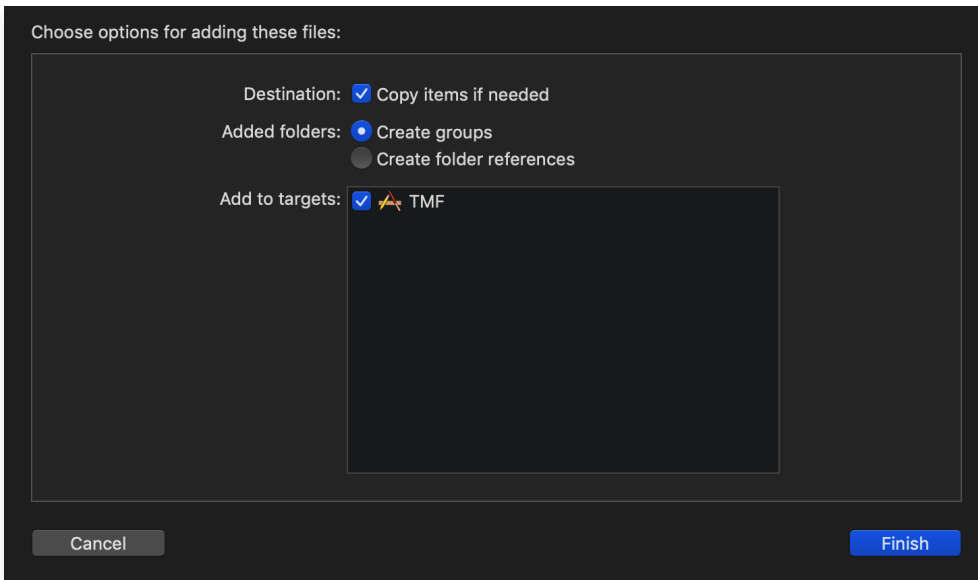 Choose options for adding these files:
Destination: Copy items if needed
Added folders: Create groups
Create folder references
Add to targets: TMF
Cancel Finish